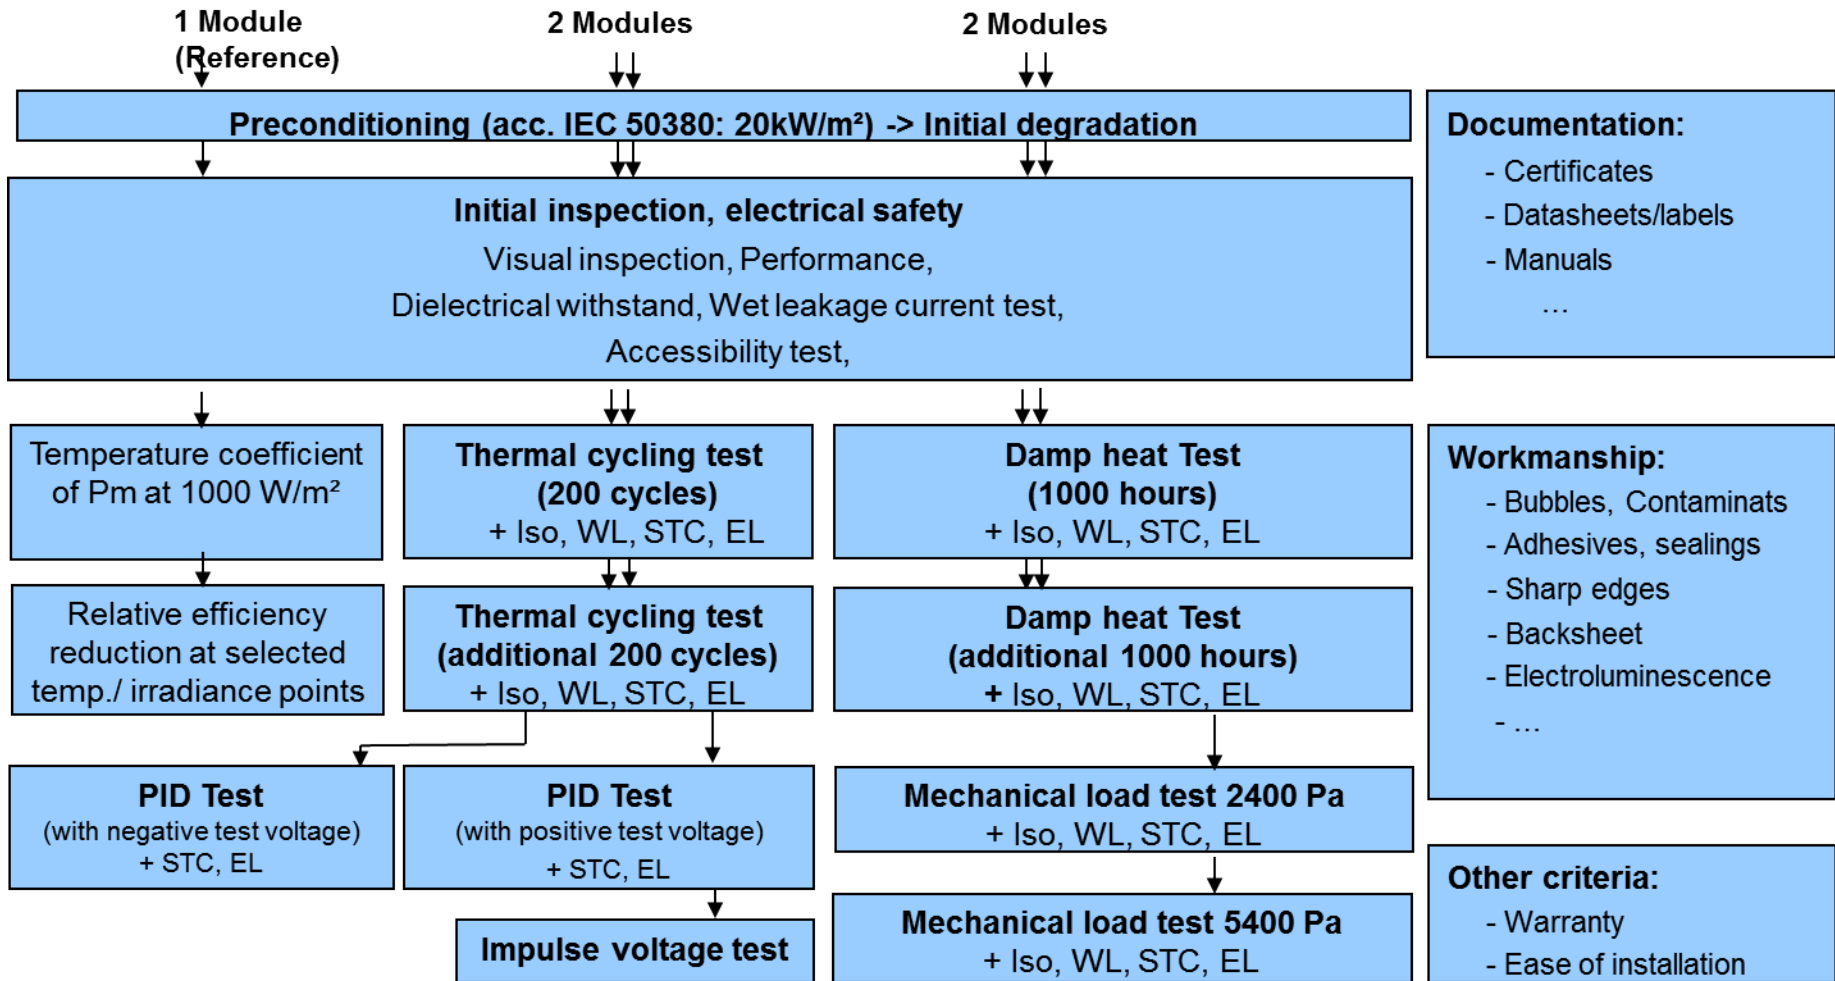 1 Module
(Reference)
2 Modules
2 Modules
Preconditioning (acc. IEC 50380: 20kW/m²) -> Initial degradation
Initial inspection, electrical safety
Visual inspection, Performance,
Dielectrical withstand, Wet leakage current test,
Accessibility test,
Temperature coefficient
of Pm at 1000 W/m²
Relative efficiency
reduction at selected
temp./ irradiance points
Thermal cycling test
(200 cycles)
+ Iso, WL, STC, EL
Thermal cycling test
(additional 200 cycles)
+ Iso, WL, STC, EL
PID Test
(with negative test voltage)
+ STC, EL
PID Test
(with positive test voltage)
+ STC, EL
Impulse voltage test
Damp heat Test
(1000 hours)
+ Iso, WL, STC, EL
Damp heat Test
(additional 1000 hours)
+ Iso, WL, STC, EL
Mechanical load test 2400 Pa
+ Iso, WL, STC, EL
Mechanical load test 5400 Pa
+ Iso, WL, STC, EL
Documentation:
- Certificates
- Datasheets/labels
- Manuals
...
Workmanship:
- Bubbles, Contaminats
- Adhesives, sealings
- Sharp edges
- Backsheet
- Electroluminescence
- ...
Other criteria:
- Warranty
- Ease of installation